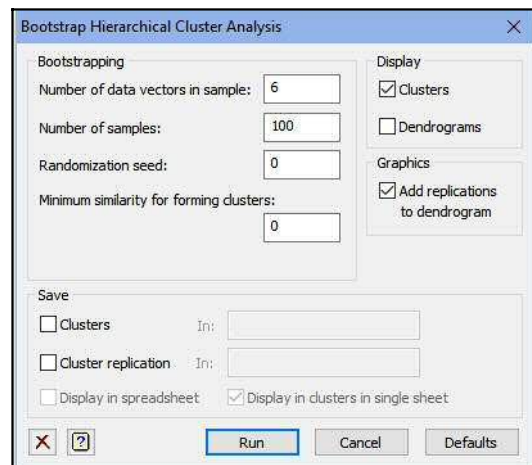 Bootstrap Hierarchical Cluster Analysis
Bootstrapping
Number of data vectors in sample: 6
Number of samples: 100
Randomization seed: 0
Minimum similarity for forming clusters:
0
Display
Clusters
Dendrograms
Graphics
Add replications
to dendrogram
Save
Clusters In:
Cluster replication In:
Display in spreadsheet Display in clusters in single sheet
? Run Cancel Defaults